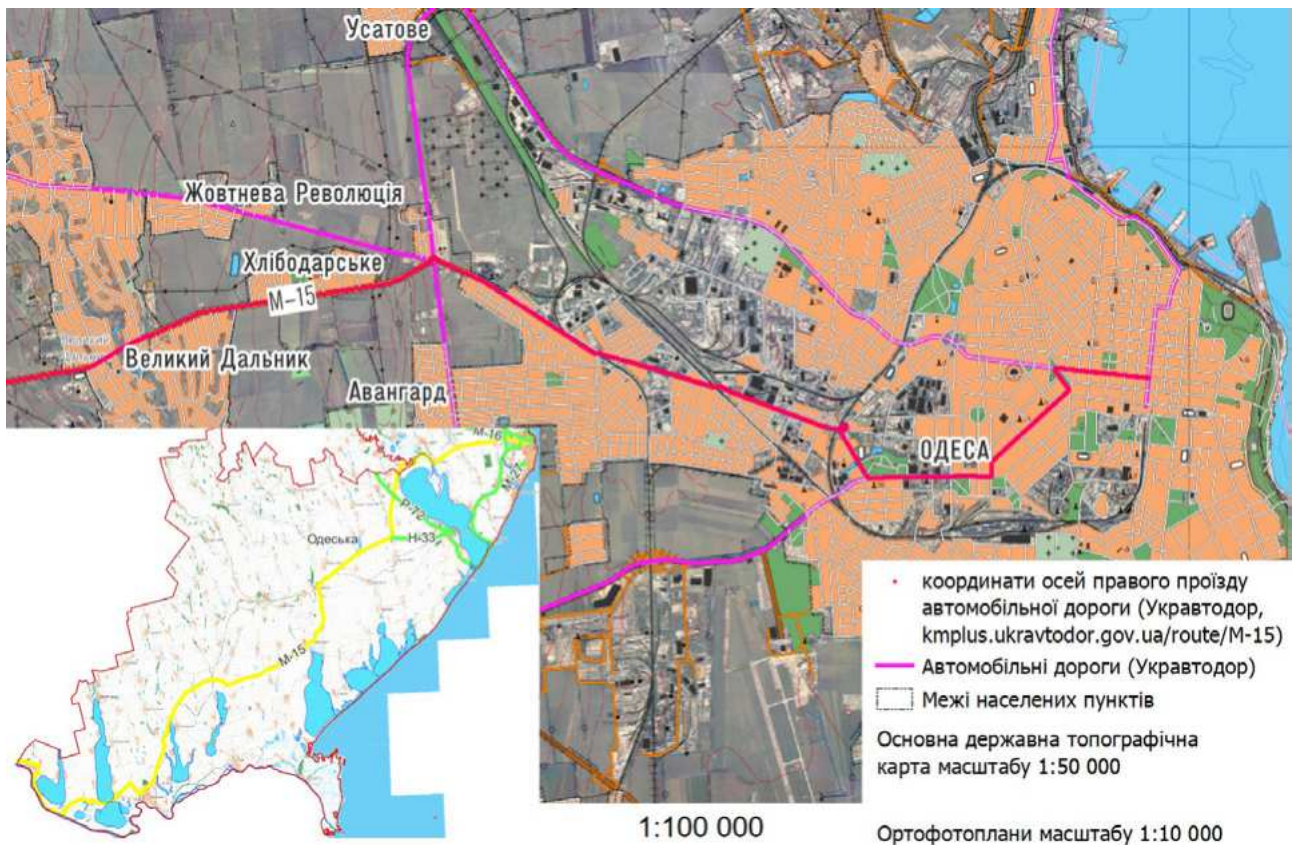 Усатове
Жовтнева Революція
Хлібодарське
М-15
Великий Дальник
Авангард
ОДЕСА
М-16
Р-72
Одеська
Н-33
М-15
• координати осей правого проїзду
автомобільної дороги (Укравтодор,
kmplus.ukravtodor.gov.ua/route/M-15)
Автомобільні дороги (Укравтодор)
Межі населених пунктів
Основна державна топографічна
карта масштабу 1:50 000
1:100 000
Ортофотоплани масштабу 1:10 000